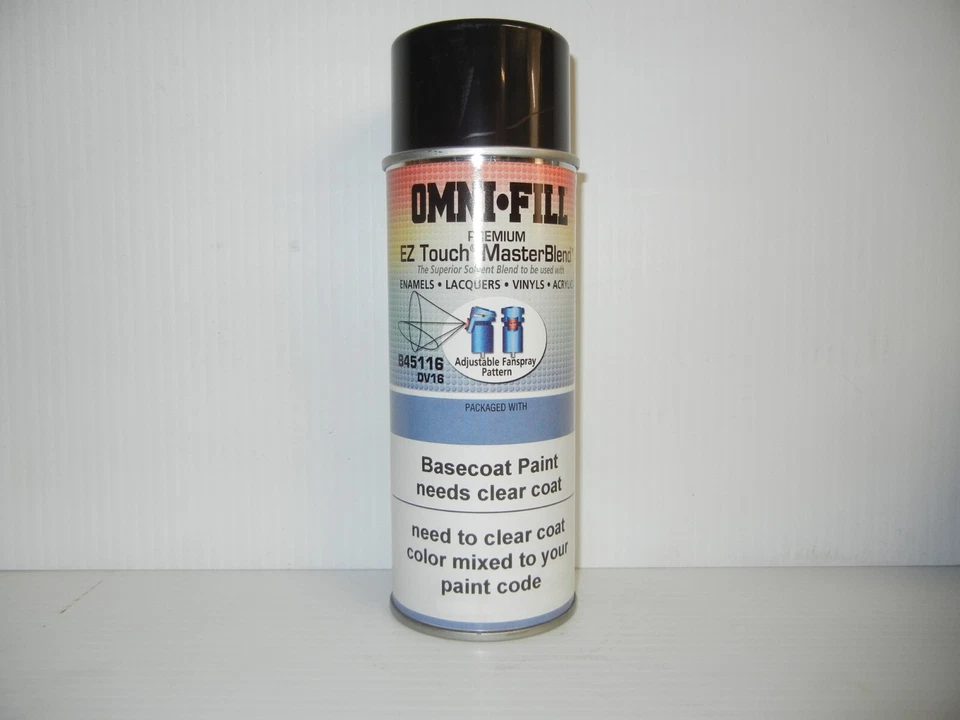 OMNI•FILL
PREMIUM
EZ Touch® MasterBlend™
The Superior Solvent Blend to be used with
ENAMELS • LACQUERS • VINYLS • ACRYLIC
B45116
DV16
Adjustable Fanspray
Pattern
PACKAGED WITH
Basecoat Paint
needs clear coat
need to clear coat
color mixed to your
paint code